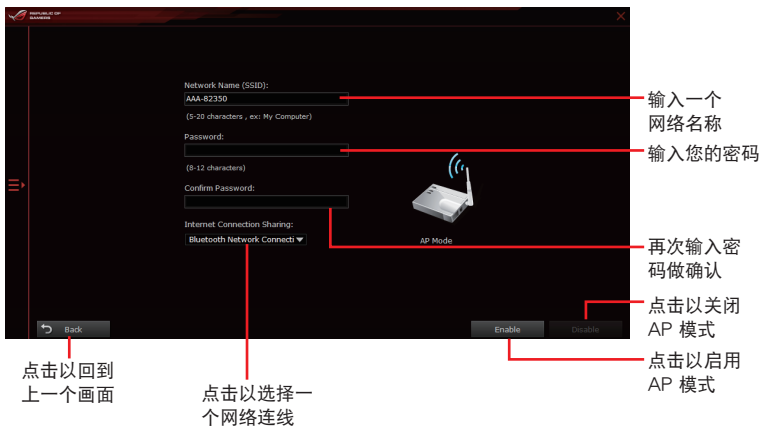 REPUBLIC OF
GAMERS
Network Name (SSID):
AAA-82350
(5-20 characters , ex: My Computer)
Password:
(8-12 characters)
Confirm Password:
Internet Connection Sharing:
Bluetooth Network Connecti
AP Mode
Back
Enable
Disable
输入一个
网络名称
输入您的密码
再次输入密
码做确认
点击以关闭
AP 模式
点击以启用
AP 模式
点击以回到
上一个画面
点击以选择一
个网络连线